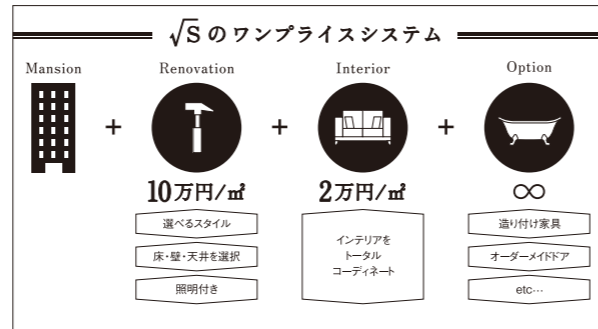 √Sのワンプライスシステム
Mansion
Renovation
Interior
Option
+
+
+
10万円/㎡
2万円/㎡
∞
選べるスタイル
床・壁・天井を選択
照明付き
インテリアを
トータル
コーディネート
造り付け家具
オーダーメイドドア
etc…